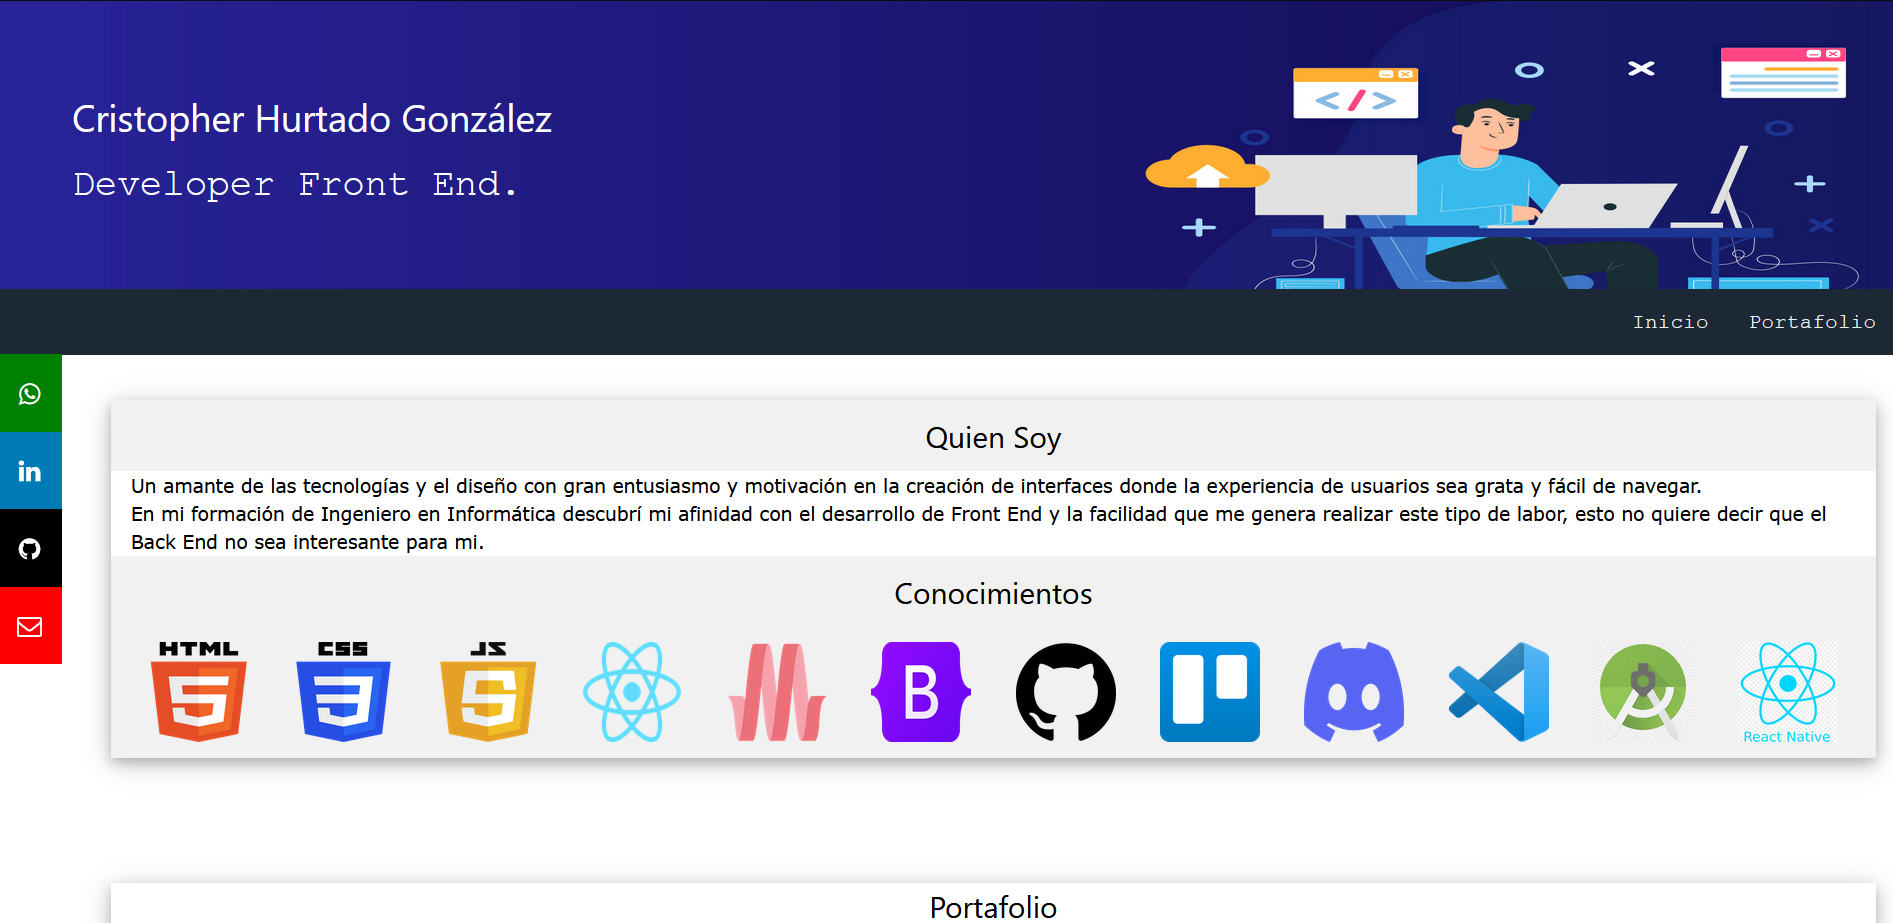 Cristopher Hurtado González
Developer Front End.
Inicio Portafolio
Quien Soy
Un amante de las tecnologías y el diseño con gran entusiasmo y motivación en la creación de interfaces donde la experiencia de usuarios sea grata y fácil de navegar.
En mi formación de Ingeniero en Informática descubrí mi afinidad con el desarrollo de Front End y la facilidad que me genera realizar este tipo de labor, esto no quiere decir que el
Back End no sea interesante para mi.
Conocimientos
HTML CSS JS
5 3 5 B
React Native
Portafolio